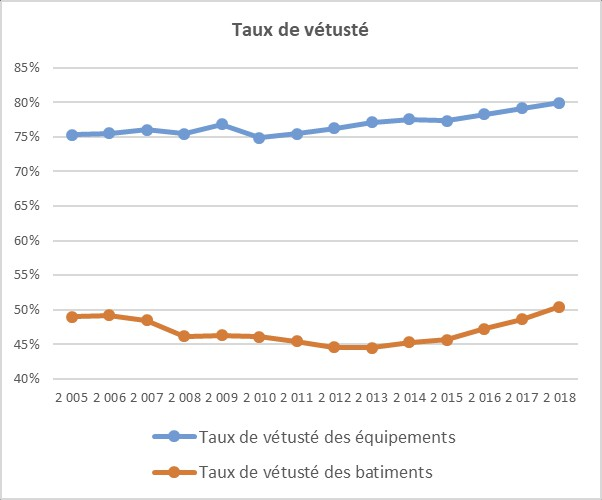 Taux de vétusté
85%
80%
75%
70%
65%
60%
55%
50%
45%
40%
2 005 2 006 2 007 2 008 2 009 2 010 2 011 2 012 2 013 2 014 2 015 2 016 2 017 2 018
Taux de vétusté des équipements
Taux de vétusté des batiments